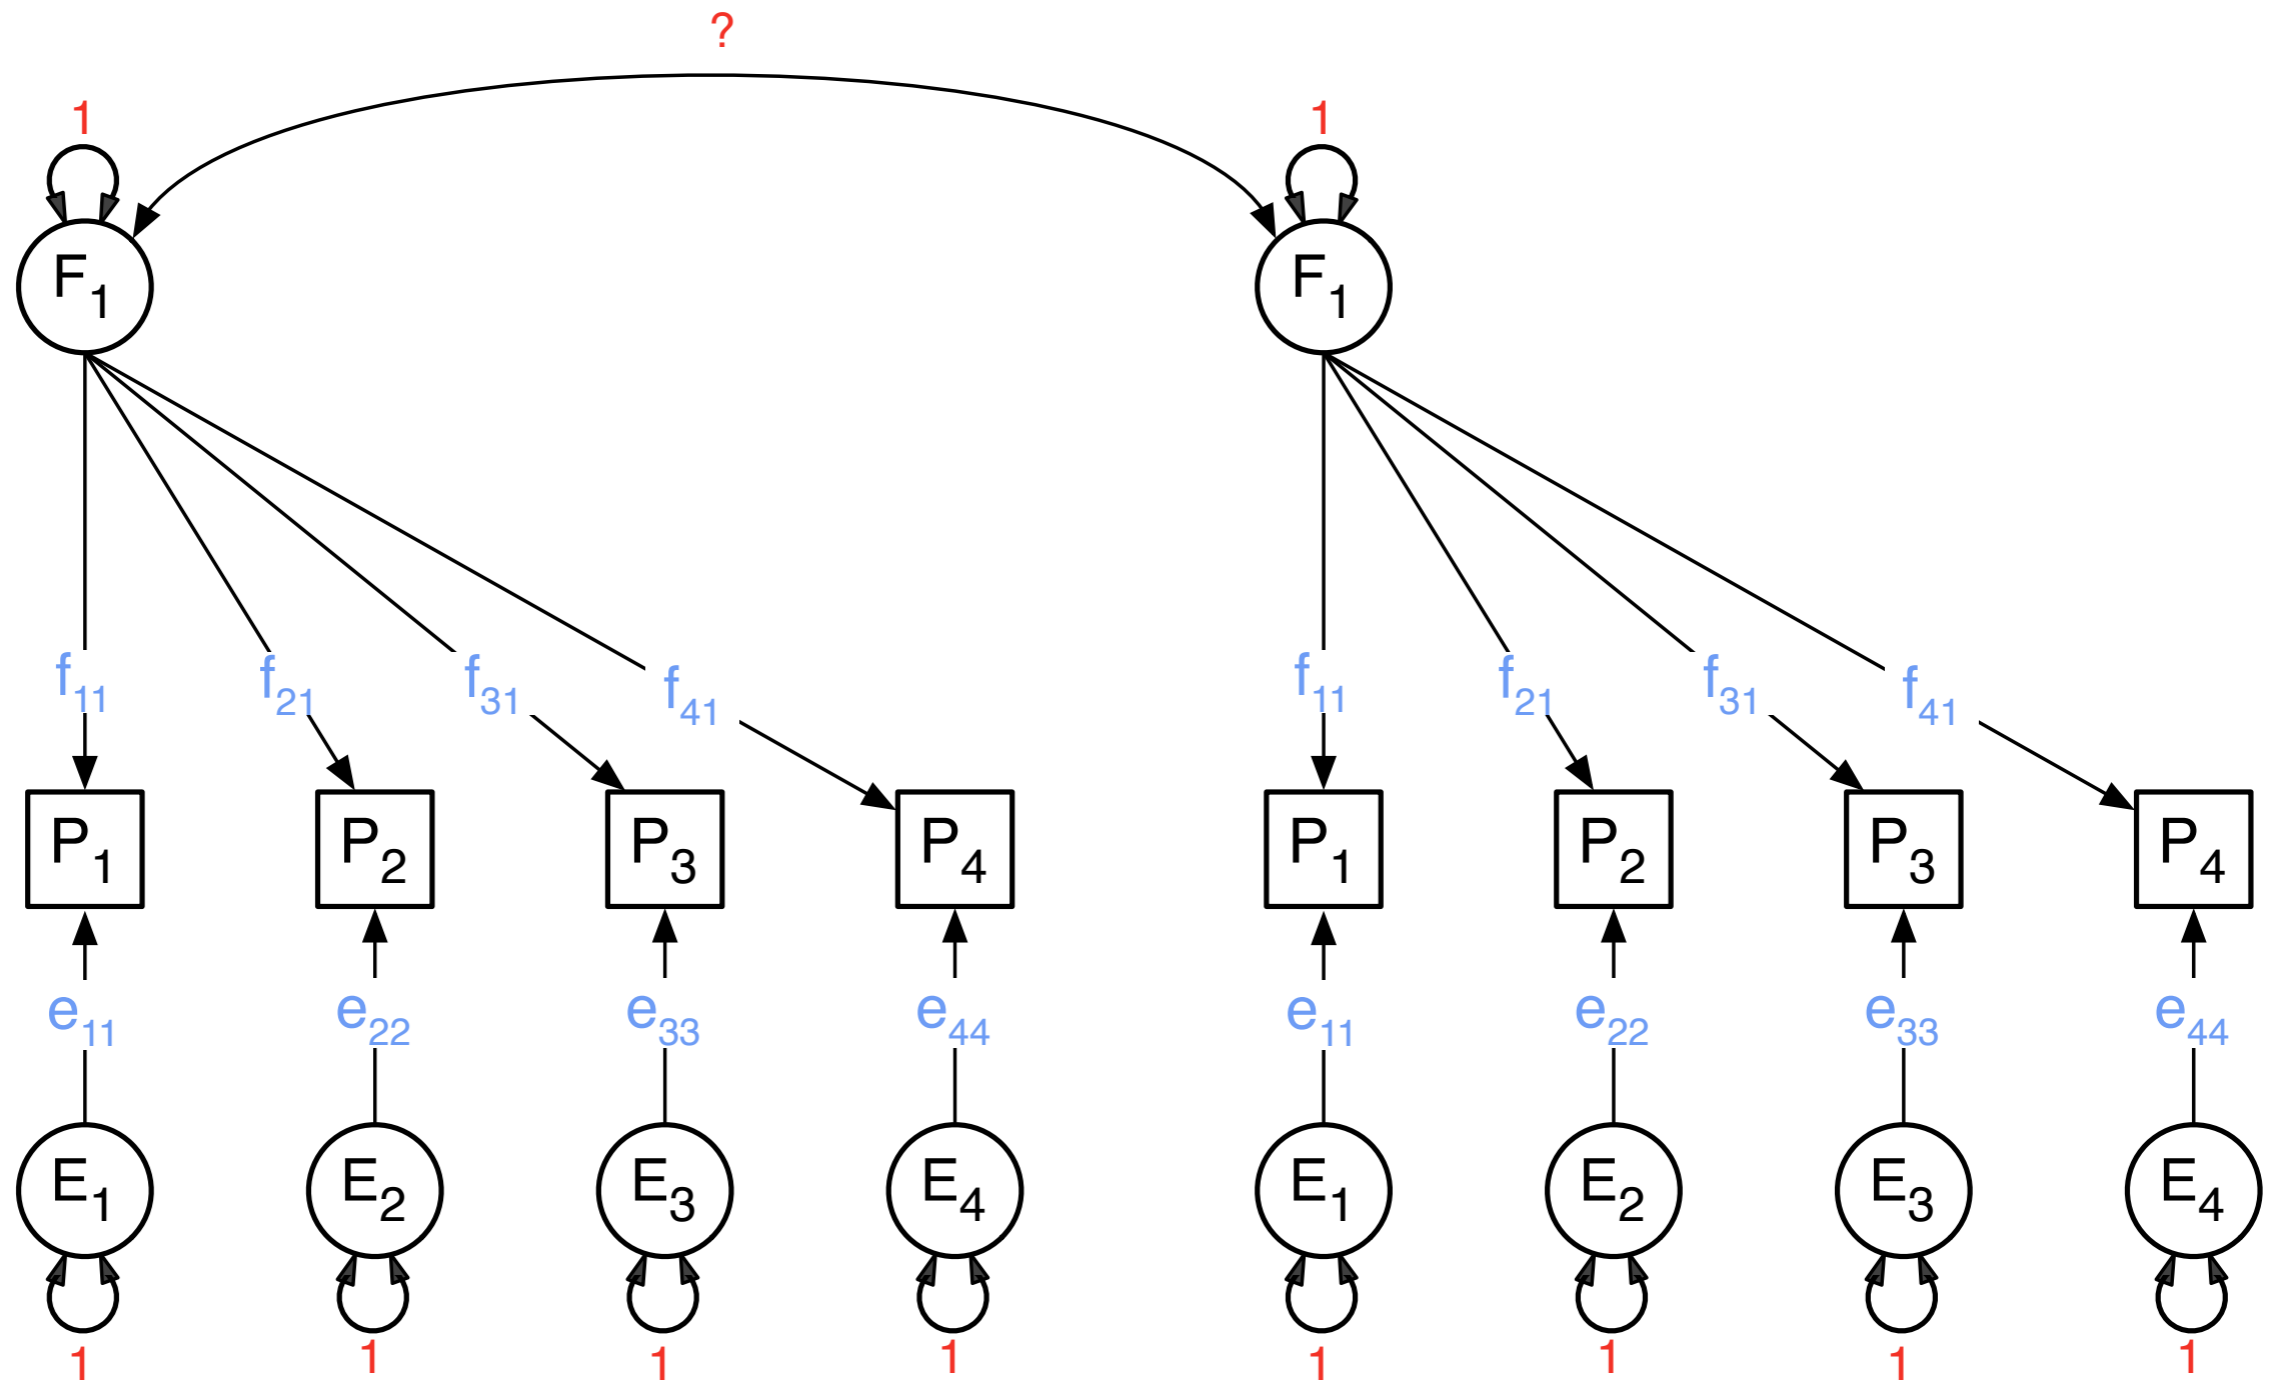 ?
1 1
F1 F1
f11 f21 f31 f41 f11 f21 f31 f41
P1 P2 P3 P4 P1 P2 P3 P4
e11 e22 e33 e44 e11 e22 e33 e44
E1 E2 E3 E4 E1 E2 E3 E4
1 1 1 1 1 1 1 1